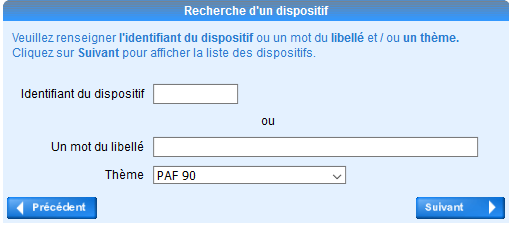 Recherche d'un dispositif
Veuillez renseigner l'identifiant du dispositif ou un mot du libellé et / ou un thème.
Cliquez sur Suivant pour afficher la liste des dispositifs.
Identifiant du dispositif
ou
Un mot du libellé
Thème PAF 90
Précédent Suivant